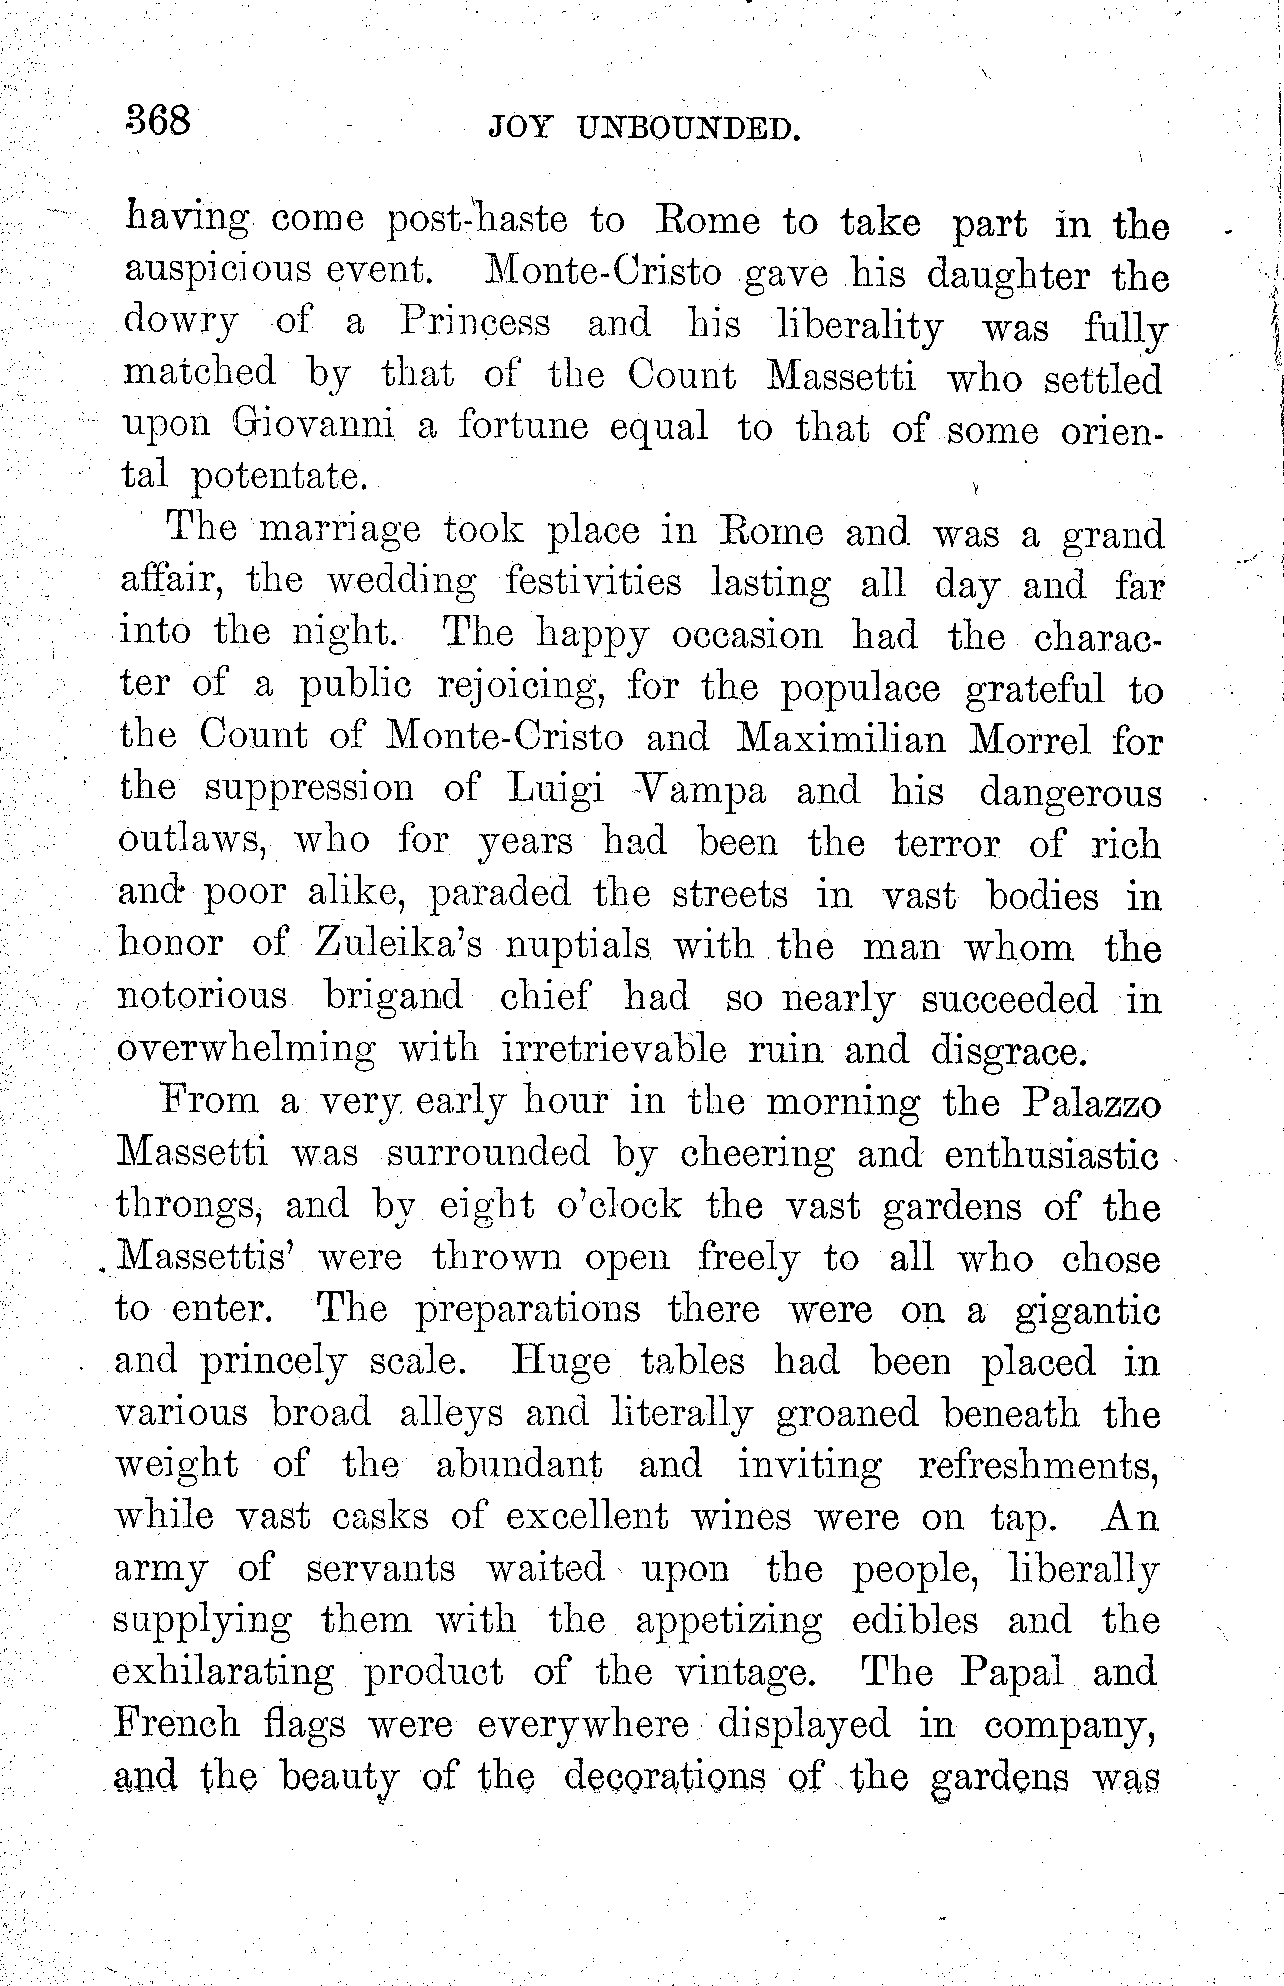 368 JOY UNBOUNDED.
having come post-haste to Rome to take part in the
auspicious event. Monte-Cristo gave his daughter the
dowry of a Princess and his liberality was fully
matched by that of the Count Massetti who settled
upon Giovanni a fortune equal to that of some orien-
tal potentate.
The marriage took place in Rome and was a grand
affair, the wedding festivities lasting all day and far
into the night. The happy occasion had the charac-
ter of a public rejoicing, for the populace grateful to
the Count of Monte-Cristo and Maximilian Morrel for
the suppression of Luigi Vampa and his dangerous
outlaws, who for years had been the terror of rich
and poor alike, paraded the streets in vast bodies in
honor of Zuleika's nuptials with the man whom the
notorious brigand chief had so nearly succeeded in
overwhelming with irretrievable ruin and disgrace.
From a very early hour in the morning the Palazzo
Massetti was surrounded by cheering and enthusiastic
throngs, and by eight o'clock the vast gardens of the
Massettis' were thrown open freely to all who chose
to enter. The preparations there were on a gigantic
and princely scale. Huge tables had been placed in
various broad alleys and literally groaned beneath the
weight of the abundant and inviting refreshments,
while vast casks of excellent wines were on tap. An
army of servants waited upon the people, liberally
supplying them with the appetizing edibles and the
exhilarating product of the vintage. The Papal and
French flags were everywhere displayed in company,
and the beauty of the decorations of the gardens was